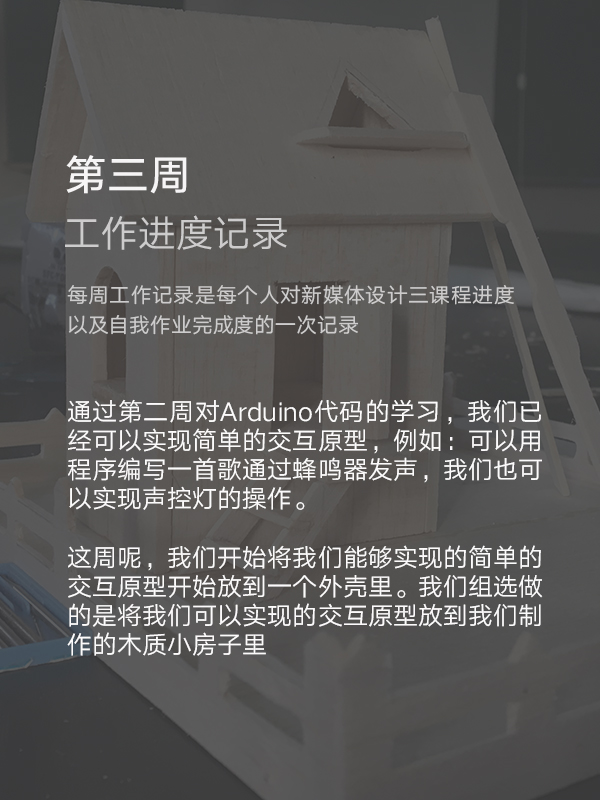 第三周
工作进度记录
每周工作记录是每个人对新媒体设计三课程进度
以及自我作业完成度的一次记录
通过第二周对Arduino代码的学习，我们已
经可以实现简单的交互原型，例如：可以用
程序编写一首歌通过蜂鸣器发声，我们也可
以实现声控灯的操作。
这周呢，我们开始将我们能够实现的简单的
交互原型开始放到一个外壳里。我们组选做
的是将我们可以实现的交互原型放到我们制
作的木质小房子里